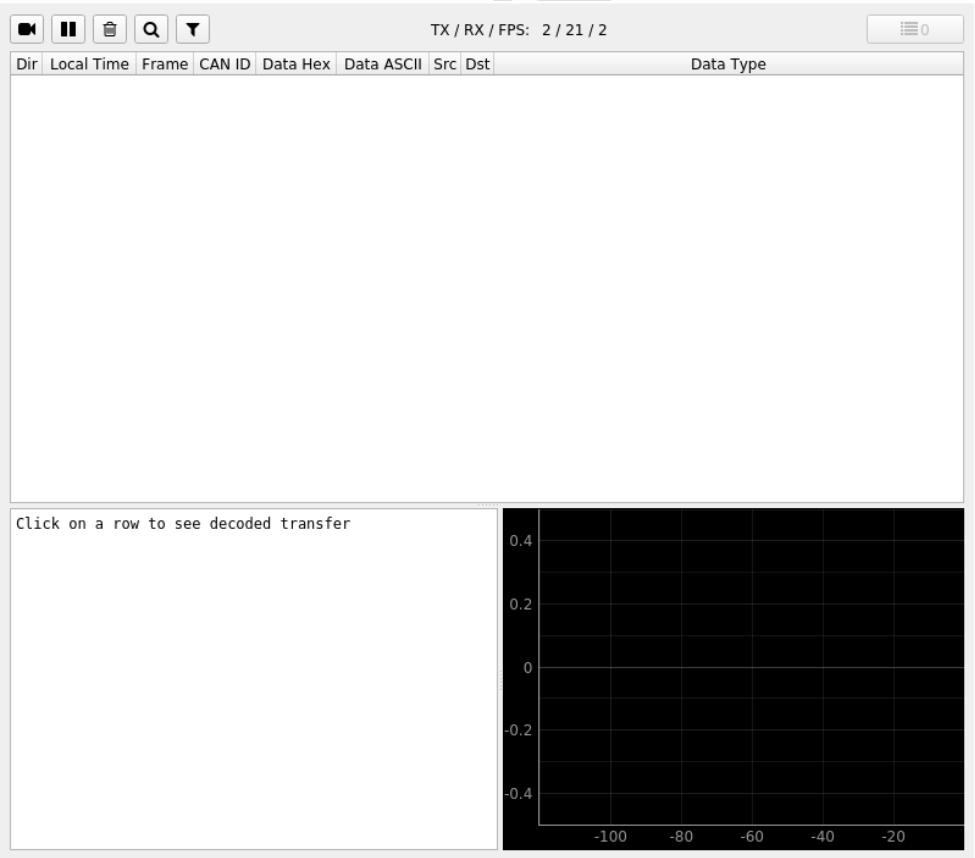 TX / RX / FPS: 2 / 21 / 2
0
Dir Local Time Frame CAN ID Data Hex Data ASCII Src Dst Data Type
Click on a row to see decoded transfer
0.4
0.2
0
-0.2
-0.4
-100 -80 -60 -40 -20